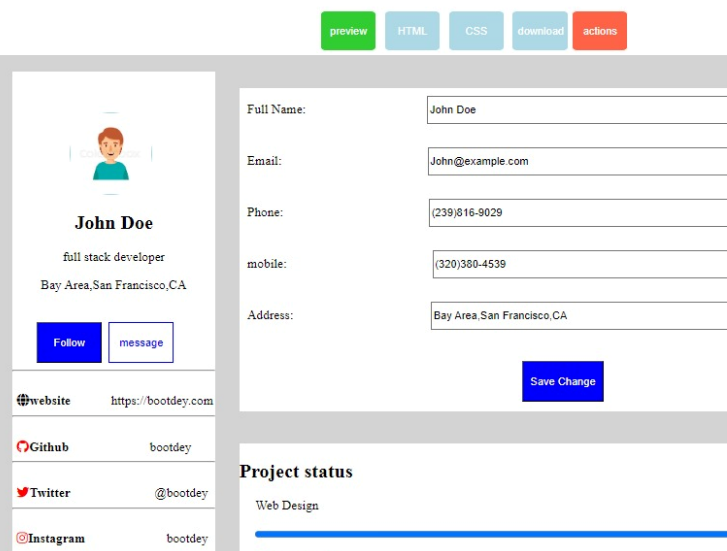 preview HTML CSS download actions
John Doe
full stack developer
Bay Area,San Francisco,CA
Follow message
website https://bootdey.com
Github bootdey
Twitter @bootdey
Instagram bootdey
Full Name: John Doe
Email: John@example.com
Phone: (239)816-9029
mobile: (320)380-4539
Address: Bay Area,San Francisco,CA
Save Change
Project status
Web Design